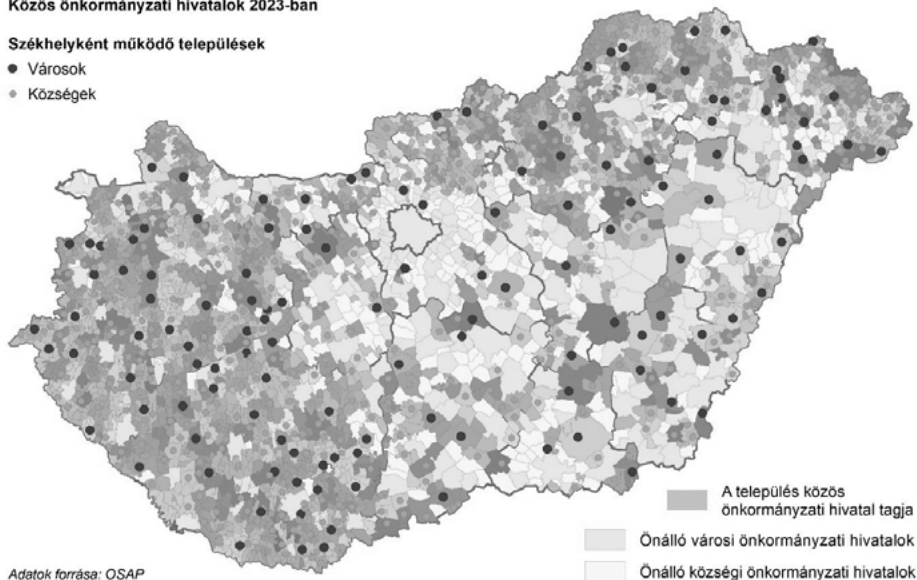 Közös önkormányzati hivatalok 2023-ban
Székhelyként működő települések
Városok
Községek
A település közös
önkormányzati hivatal tagja
Önálló városi önkormányzati hivatalok
Önálló községi önkormányzati hivatalok
Adatok forrása: OSAP